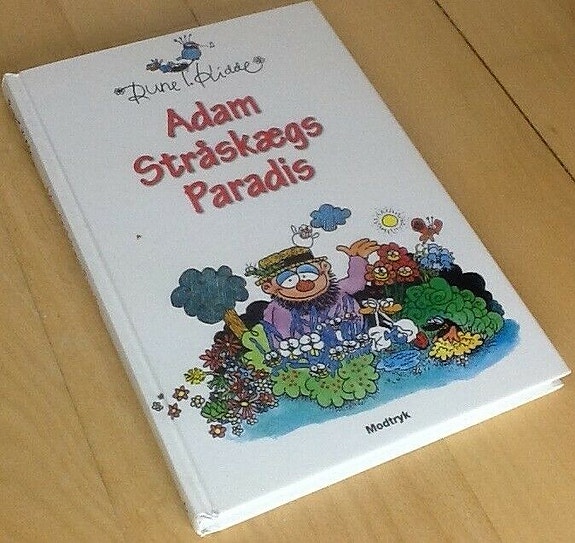 Rune T. Kidde
Adam
Stråskægs
Paradis
Modtryk